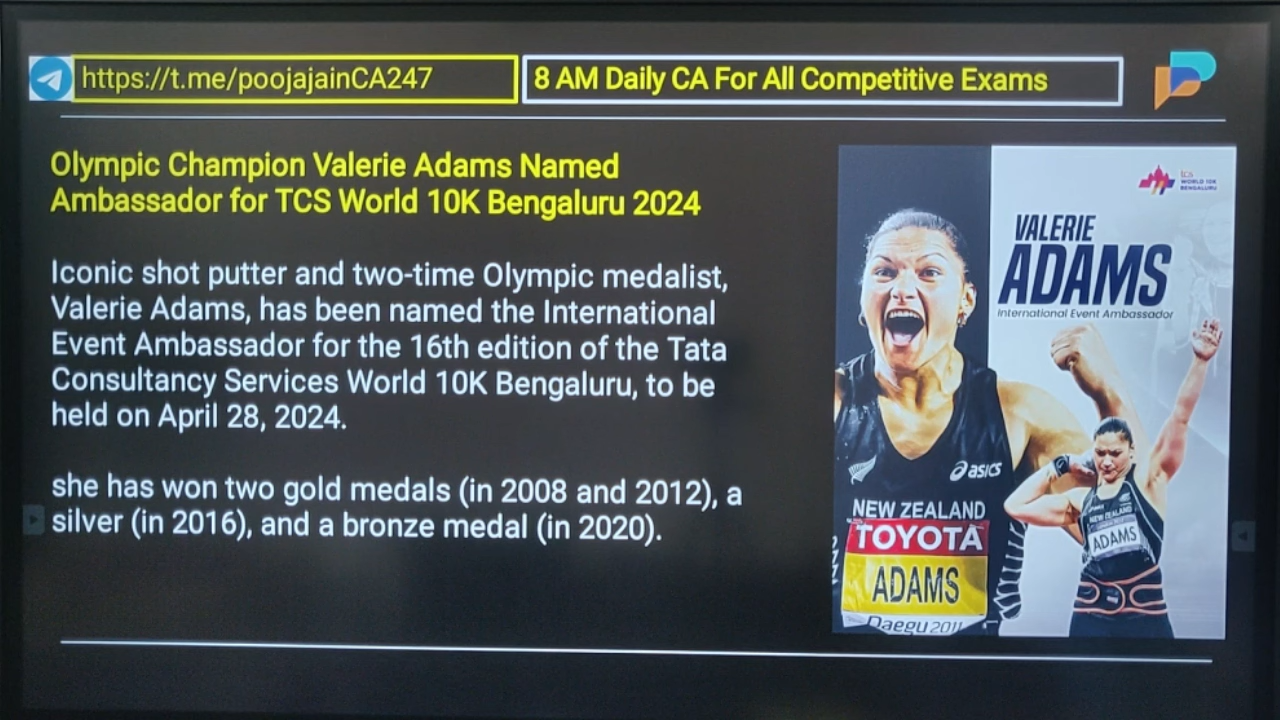 https://t.me/poojajainCA247
8 AM Daily CA For All Competitive Exams
Olympic Champion Valerie Adams Named
Ambassador for TCS World 10K Bengaluru 2024
Iconic shot putter and two-time Olympic medalist,
Valerie Adams, has been named the International
Event Ambassador for the 16th edition of the Tata
Consultancy Services World 10K Bengaluru, to be
held on April 28, 2024.
she has won two gold medals (in 2008 and 2012), a
silver (in 2016), and a bronze medal (in 2020).
tcs
WORLD 10K
BENGALURU
VALERIE
ADAMS
International Event Ambassador
asics
NEW ZEALAND
TOYOTA
ADAMS
Daegu 2011
NEW ZEALAND
ADAMS